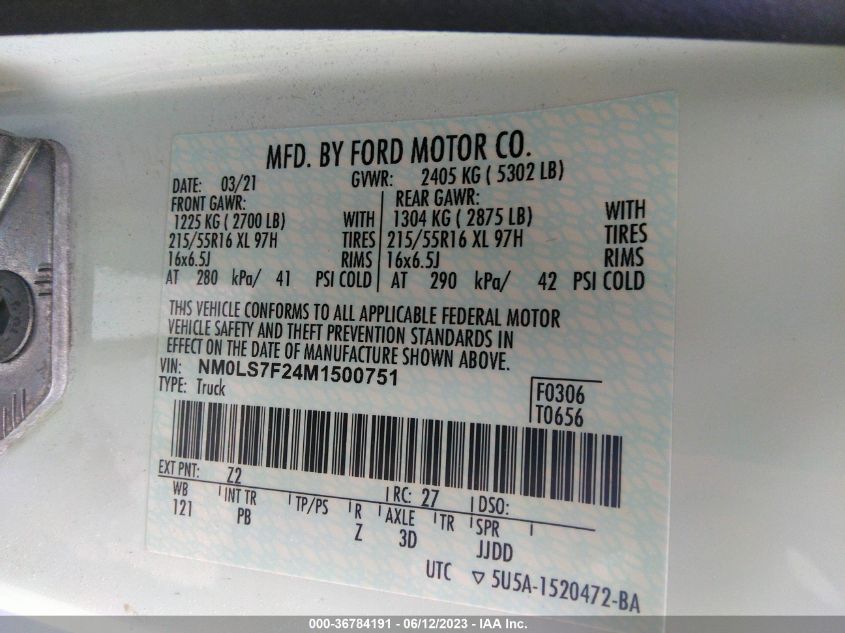 MFD. BY FORD MOTOR CO.
DATE: 03/21 GVWR: 2405 KG ( 5302 LB)
FRONT GAWR: REAR GAWR:
1225 KG ( 2700 LB) WITH 1304 KG ( 2875 LB) WITH
215/55R16 XL 97H TIRES 215/55R16 XL 97H TIRES
16x6.5J RIMS 16x6.5J RIMS
AT 280 kPa/ 41 PSI COLD AT 290 kPa/ 42 PSI COLD
THIS VEHICLE CONFORMS TO ALL APPLICABLE FEDERAL MOTOR
VEHICLE SAFETY AND THEFT PREVENTION STANDARDS IN
EFFECT ON THE DATE OF MANUFACTURE SHOWN ABOVE.
VIN: NM0LS7F24M1500751
TYPE: Truck
F0306
T0656
EXT PNT: Z2 RC: 27 DSO:
WB INT TR TP/PS R AXLE TR SPR
121 PB Z 3D JJDD
UTC ▽ 5U5A-1520472-BA
000-36784191 - 06/12/2023 - IAA Inc.